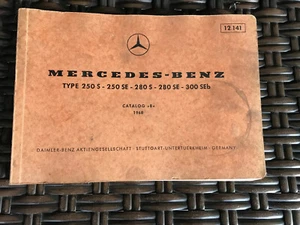 12 141
MERCEDES-BENZ
TYPE 250 S - 250 SE - 280 S - 280 SE - 300 SEb
CATALOG »B«
1968
DAIMLER-BENZ AKTIENGESELLSCHAFT · STUTTGART-UNTERTUERKHEIM · GERMANY